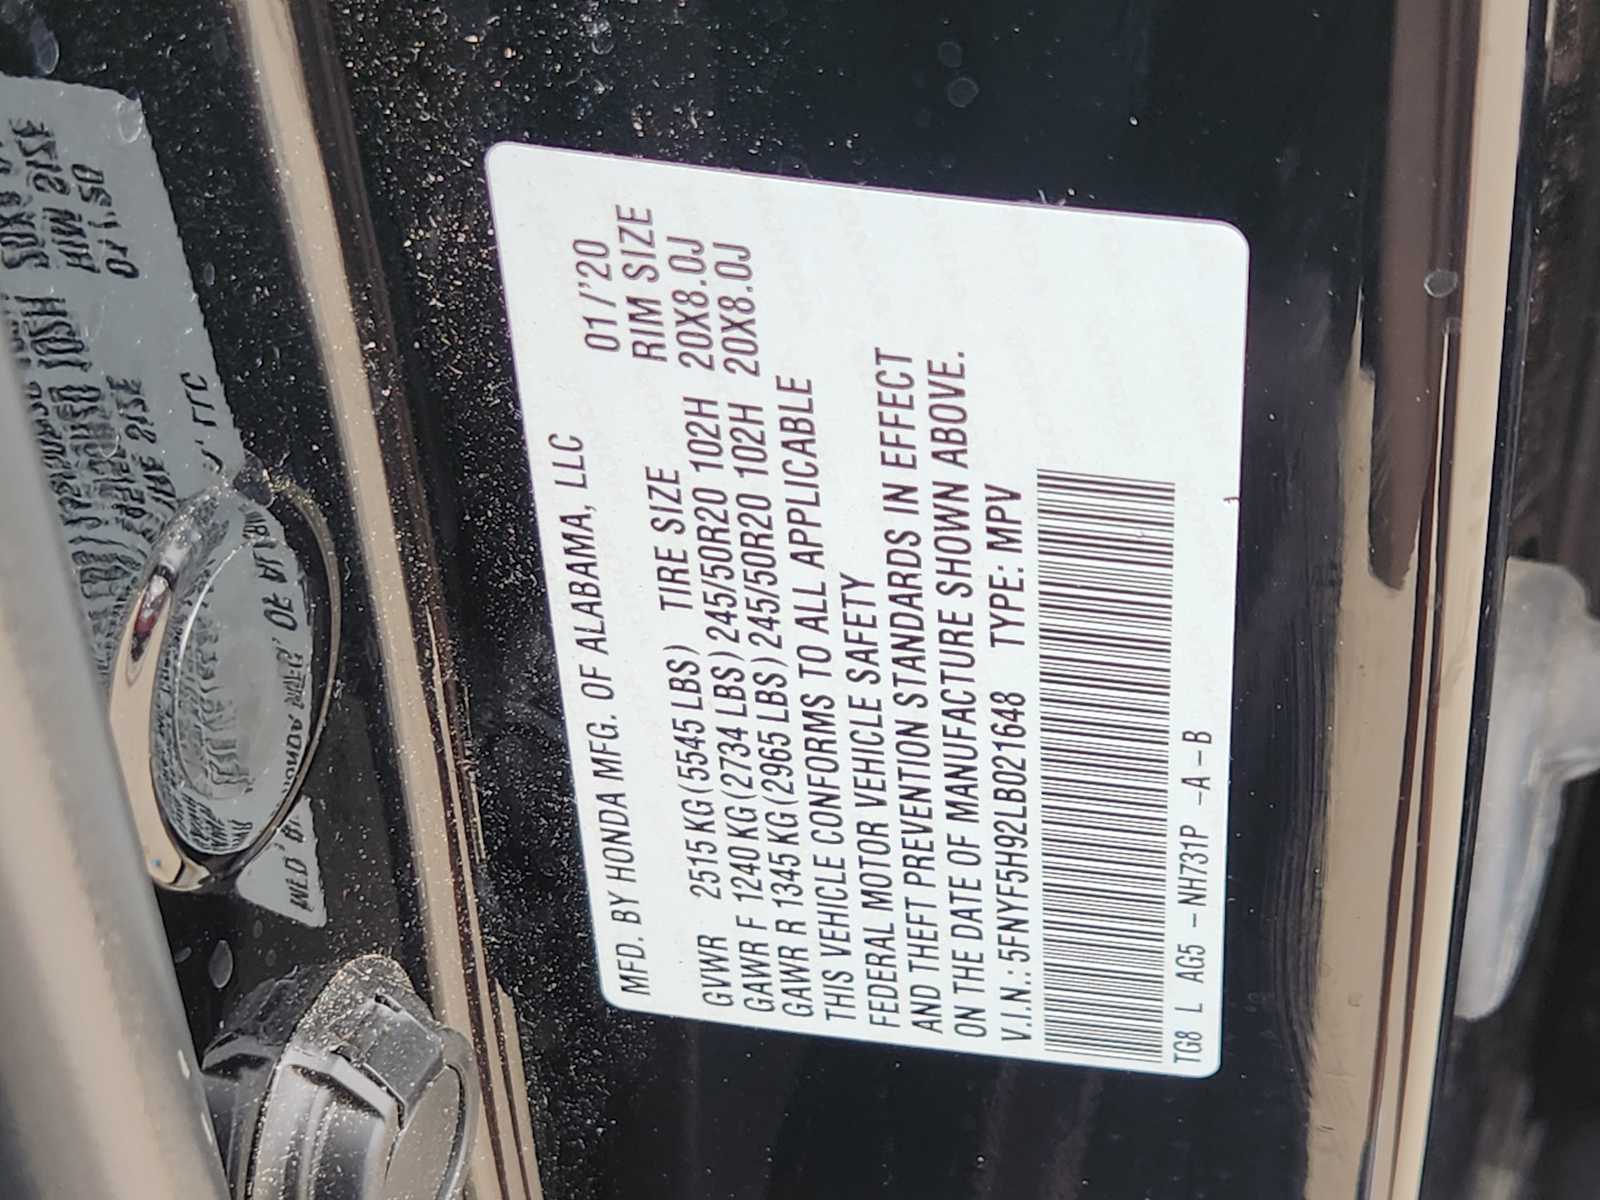 MFD. BY HONDA MFG. OF ALABAMA, LLC 01/'20
GVWR 2515 KG (5545 LBS) TIRE SIZE RIM SIZE
GAWR F 1240 KG (2734 LBS) 245/50R20 102H 20X8.0J
GAWR R 1345 KG (2965 LBS) 245/50R20 102H 20X8.0J
THIS VEHICLE CONFORMS TO ALL APPLICABLE
FEDERAL MOTOR VEHICLE SAFETY
AND THEFT PREVENTION STANDARDS IN EFFECT
ON THE DATE OF MANUFACTURE SHOWN ABOVE.
V.I.N.: 5FNYF5H92LB021648 TYPE: MPV
TG8 L AG5 - NH731P - A - B